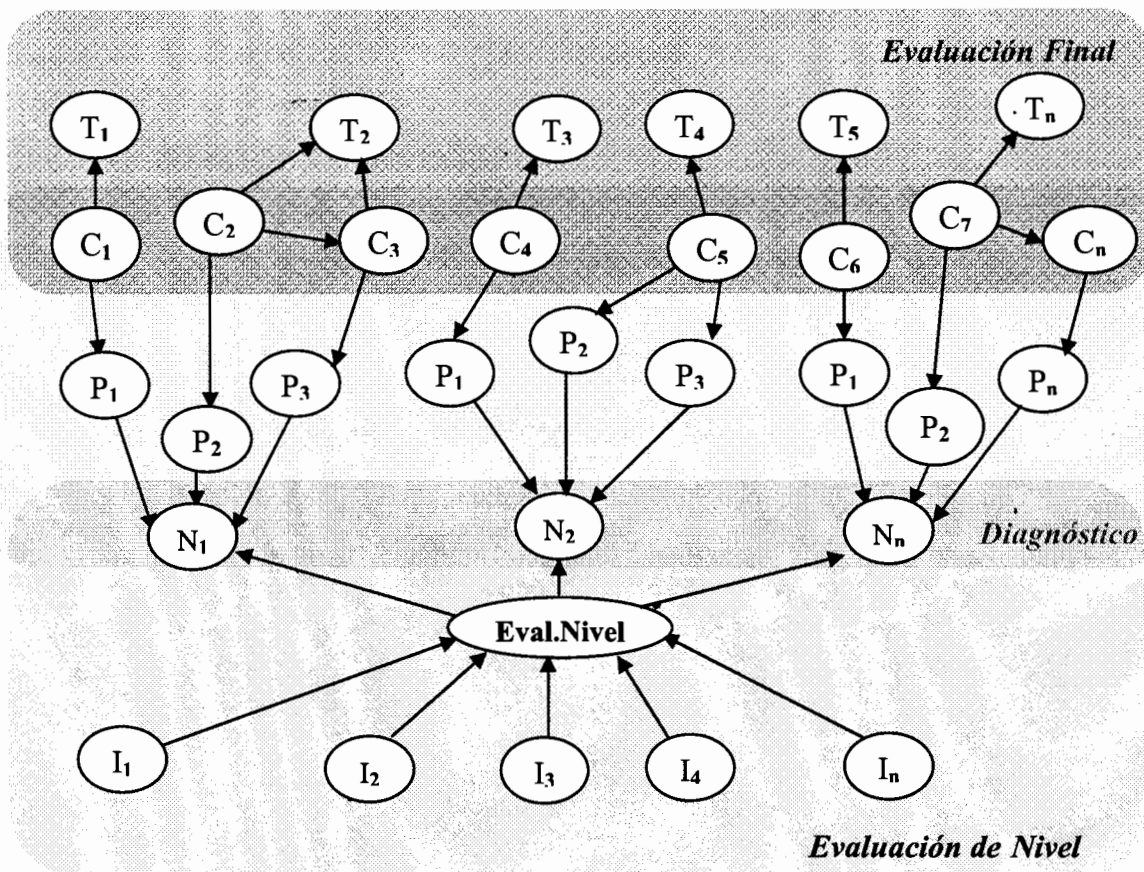 Evaluación Final
T₁ T₂ T₃ T₄ T₅ Tₙ
C₁ C₂ C₃ C₄ C₅ C₆ C₇ Cₙ
P₁ P₂ P₃ P₁ P₂ P₃ P₁ P₂ Pₙ
N₁ N₂ Nₙ Diagnóstico
Eval.Nivel
I₁ I₂ I₃ I₄ Iₙ
Evaluación de Nivel